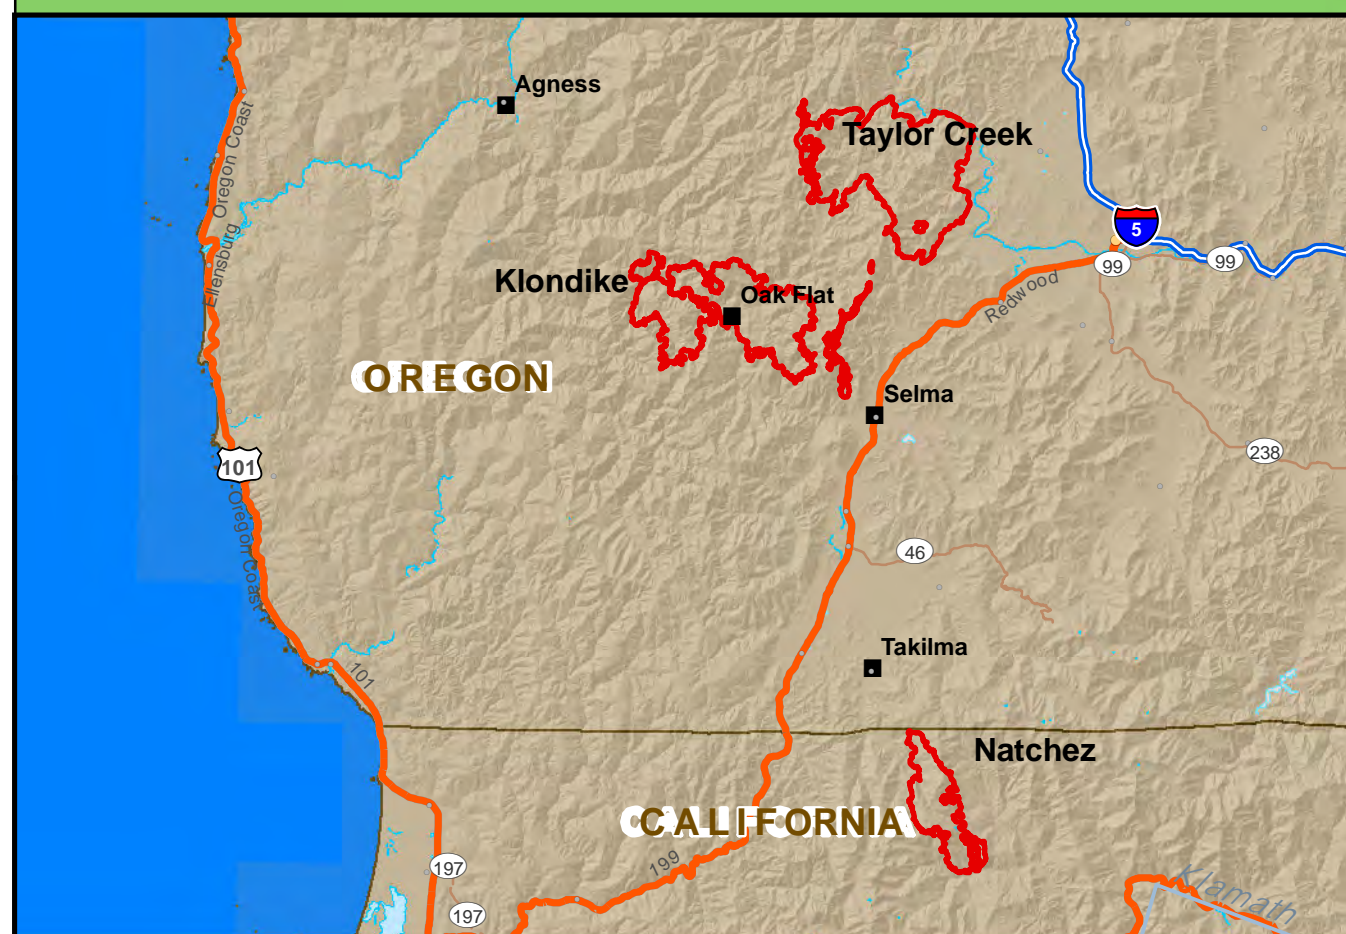 Agness
Taylor Creek
Oregon Coast
Ellensburg
5
99
99
Klondike
Oak Flat
Redwood
OREGON
Selma
101
238
Oregon Coast
46
Takilma
101
Natchez
CALIFORNIA
199
197
197
Klamath